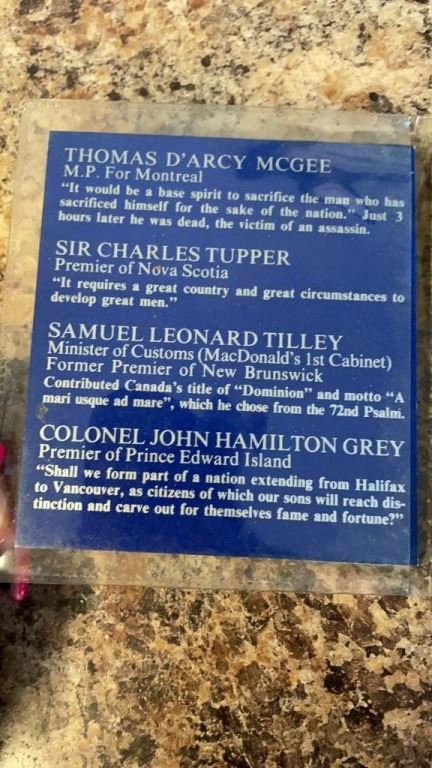 THOMAS D'ARCY MCGEE
M.P. For Montreal
"It would be a base spirit to sacrifice the man who has
sacrificed himself for the sake of the nation." Just 3
hours later he was dead, the victim of an assassin.
SIR CHARLES TUPPER
Premier of Nova Scotia
"It requires a great country and great circumstances to
develop great men."
SAMUEL LEONARD TILLEY
Minister of Customs (MacDonald's 1st Cabinet)
Former Premier of New Brunswick
Contributed Canada's title of "Dominion" and motto "A
mari usque ad mare", which he chose from the 72nd Psalm.
COLONEL JOHN HAMILTON GREY
Premier of Prince Edward Island
"Shall we form part of a nation extending from Halifax
to Vancouver, as citizens of which our sons will reach dis-
tinction and carve out for themselves fame and fortune?"